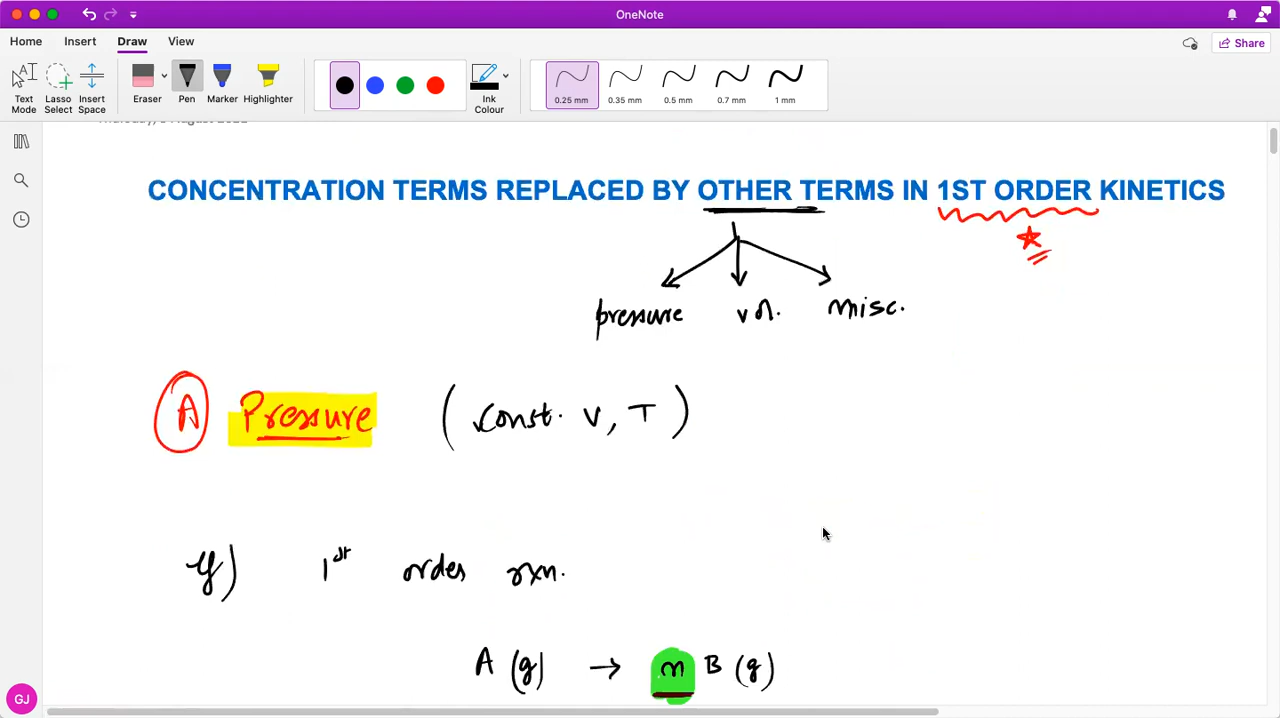 OneNote
Home Insert Draw View
Share
Text Mode Lasso Select Insert Space Eraser Pen Marker Highlighter Ink Colour 0.25 mm 0.35 mm 0.5 mm 0.7 mm 1 mm
CONCENTRATION TERMS REPLACED BY OTHER TERMS IN 1ST ORDER KINETICS
pressure vol. misc.
A Pressure (const. V, T)
eg) 1st order rxn.
A (g) → n B (g)
GJ